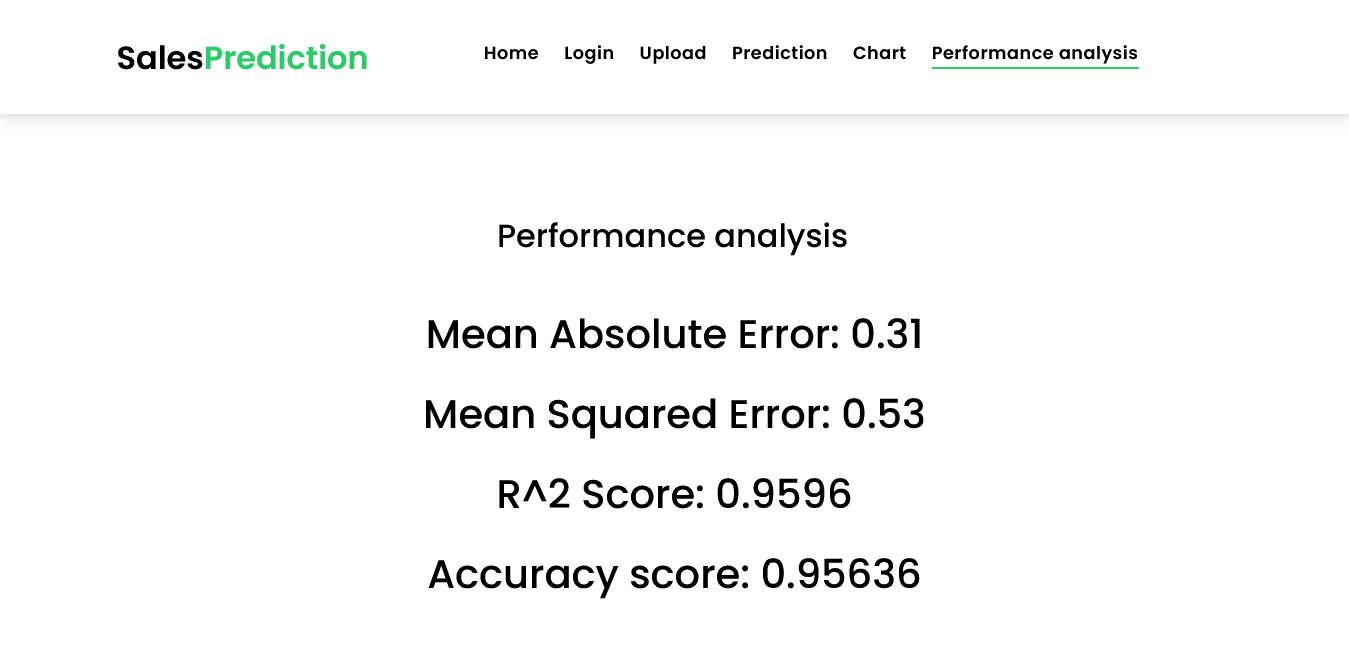 SalesPrediction
Home Login Upload Prediction Chart Performance analysis
Performance analysis
Mean Absolute Error: 0.31
Mean Squared Error: 0.53
R^2 Score: 0.9596
Accuracy score: 0.95636